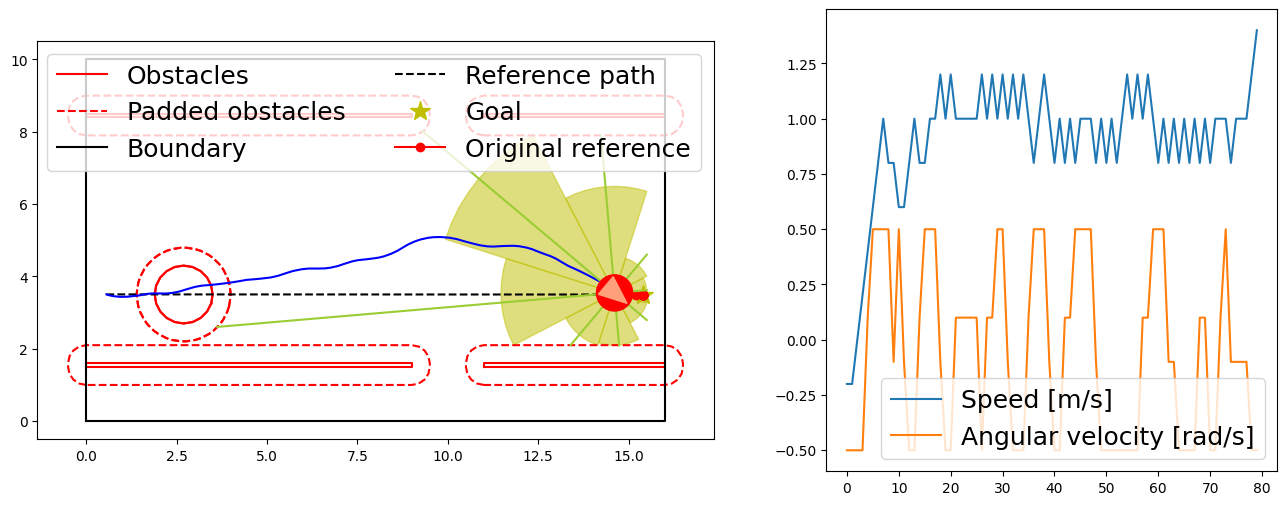 10
8
6
4
2
0
0.0 2.5 5.0 7.5 10.0 12.5 15.0
Obstacles
Padded obstacles
Boundary
Reference path
Goal
Original reference
1.25
1.00
0.75
0.50
0.25
0.00
−0.25
−0.50
0 10 20 30 40 50 60 70 80
Speed [m/s]
Angular velocity [rad/s]